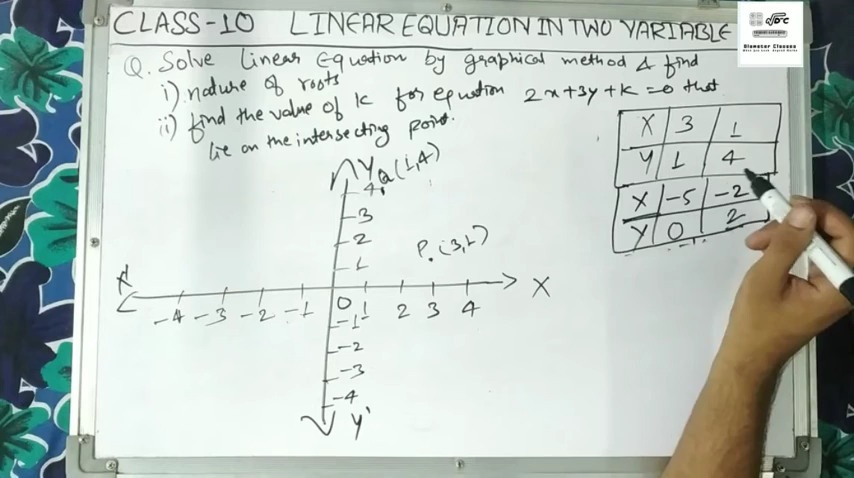 CLASS-10 LINEAR EQUATION IN TWO VARIABLE
Q. Solve linear Equation by graphical method & find
i) nature of roots
ii) find the value of k for equation 2x+3y+k=0 that
lie on the intersecting point.
X 3 1
Y 1 4
X -5 -2
Y 0 2
Y
Q (1,4)
4
3
2
1
P. (3,1)
X'
-4 -3 -2 -1 0 1 2 3 4 X
-1
-2
-3
-4
Y'
Diameter Classes